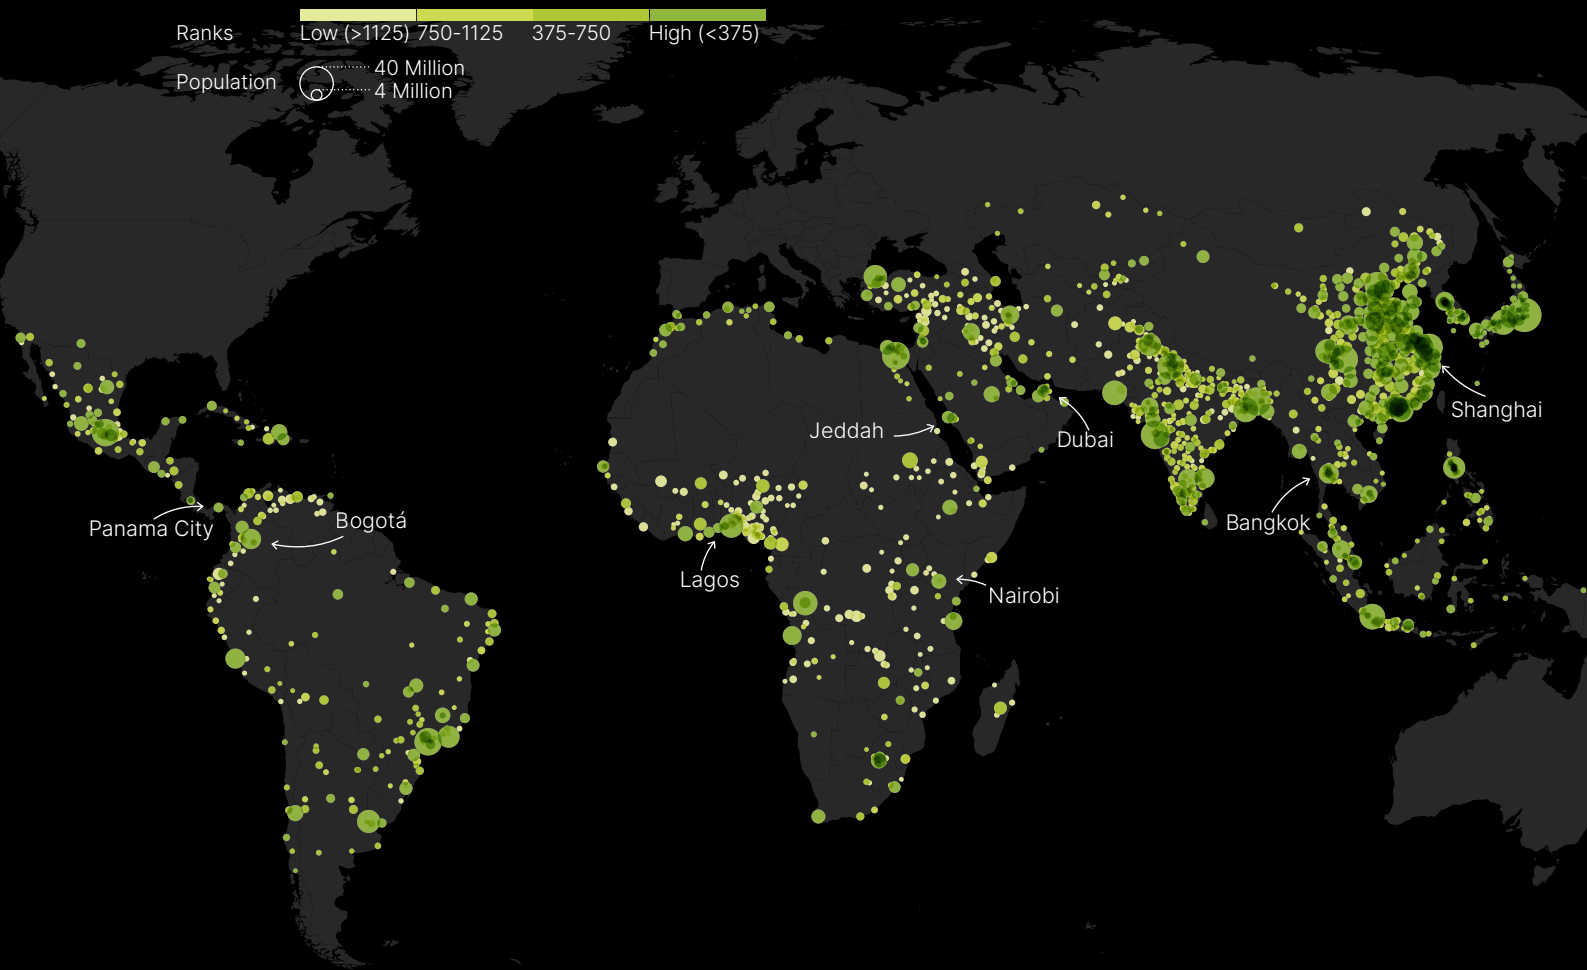 Ranks
Low (>1125) 750-1125 375-750 High (<375)
Population
40 Million
4 Million
Shanghai
Jeddah
Dubai
Panama City
Bogotá
Bangkok
Lagos
Nairobi